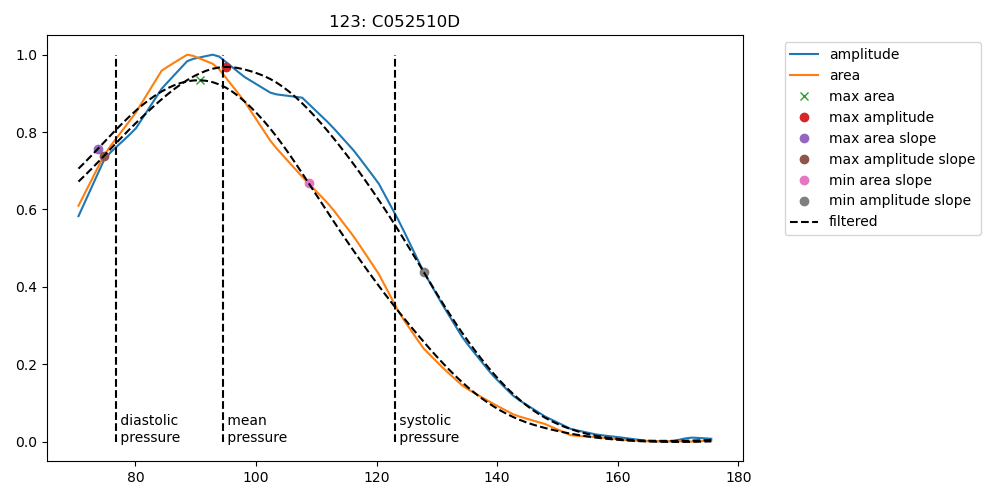 123: C052510D
1.0
0.8
0.6
0.4
0.2
0.0
80
100
120
140
160
180
diastolic
pressure
mean
pressure
systolic
pressure
amplitude
area
max area
max amplitude
max area slope
max amplitude slope
min area slope
min amplitude slope
filtered